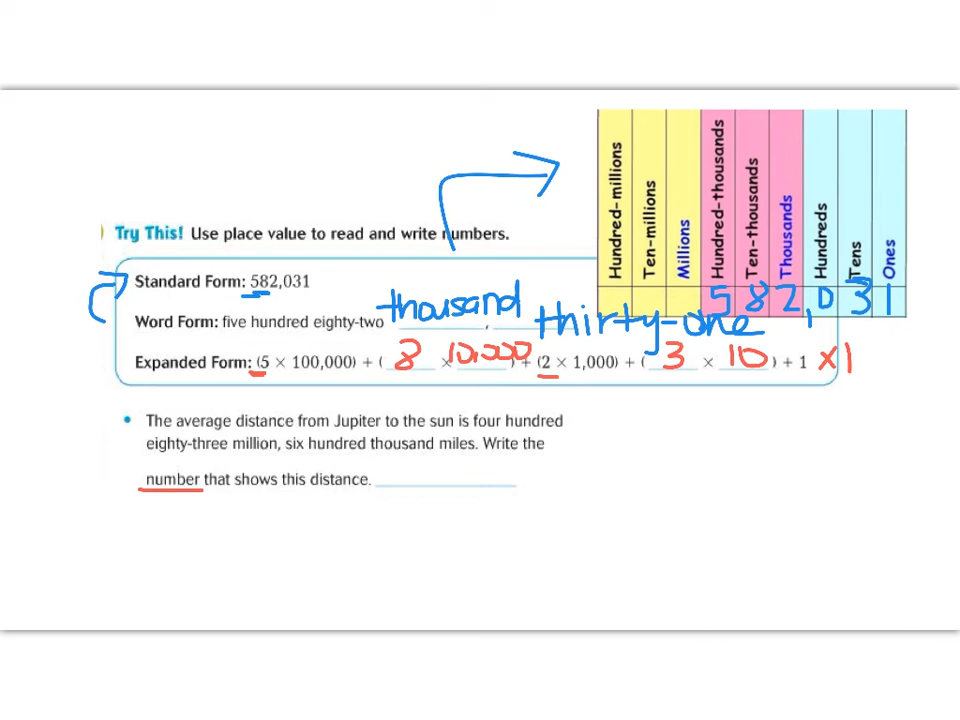 Hundred-millions
Ten-millions
Millions
Hundred-thousands
Ten-thousands
Thousands
Hundreds
Tens
Ones
5 8 2, 0 3 1
Try This! Use place value to read and write numbers.
Standard Form: 582,031
Word Form: five hundred eighty-two thousand, thirty-one
Expanded Form: (5 × 100,000) + (8 × 10,000) + (2 × 1,000) + (3 × 10) + 1 ×1
• The average distance from Jupiter to the sun is four hundred
eighty-three million, six hundred thousand miles. Write the
number that shows this distance.